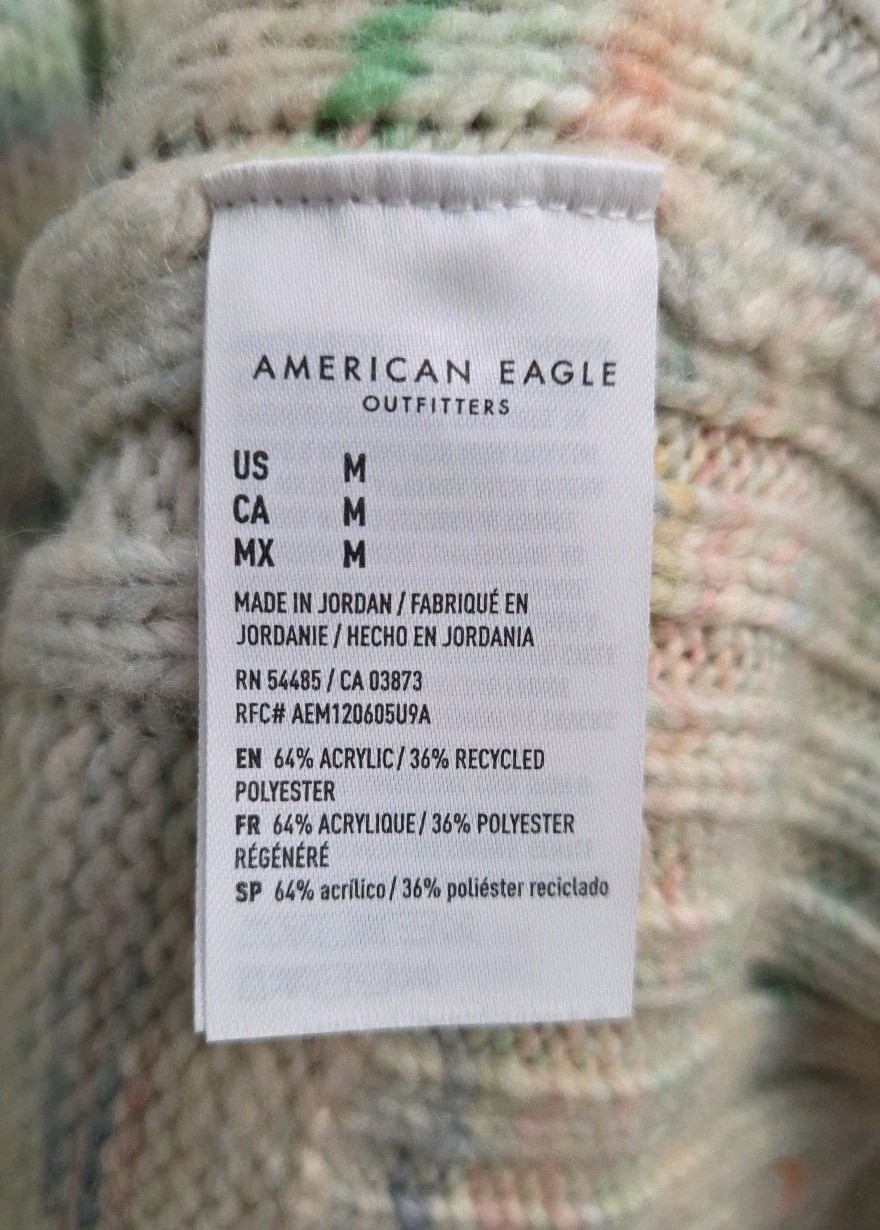 AMERICAN EAGLE
OUTFITTERS
US M
CA M
MX M
MADE IN JORDAN / FABRIQUÉ EN
JORDANIE / HECHO EN JORDANIA
RN 54485 / CA 03873
RFC# AEM120605U9A
EN 64% ACRYLIC / 36% RECYCLED
POLYESTER
FR 64% ACRYLIQUE / 36% POLYESTER
RÉGÉNÉRÉ
SP 64% acrílico / 36% poliéster reciclado